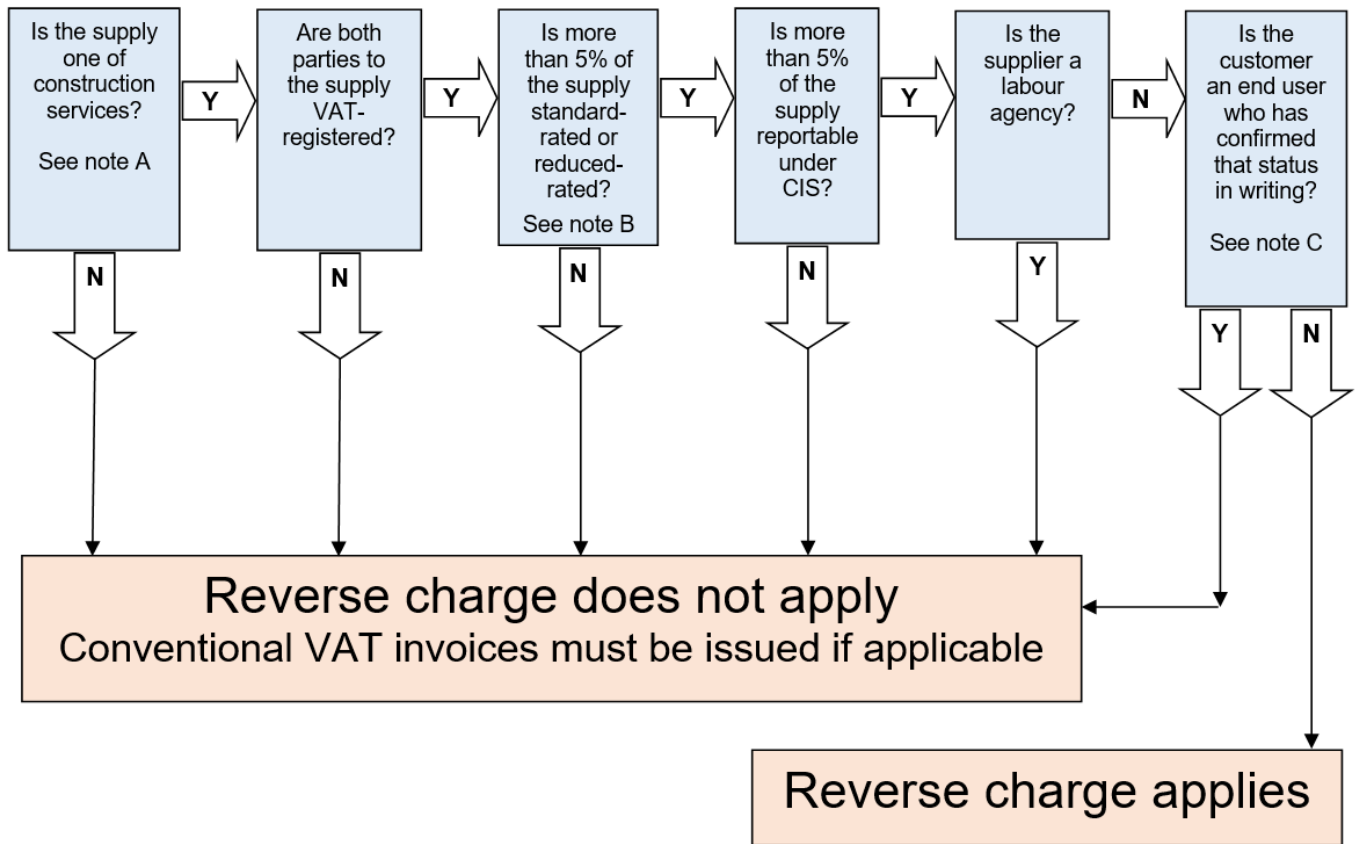 Is the supply
one of
construction
services?
See note A
Y
Are both
parties to
the supply
VAT-
registered?
Y
Is more
than 5% of
the supply
standard-
rated or
reduced-
rated?
See note B
Y
Is more
than 5%
of the
supply
reportable
under
CIS?
Y
Is the
supplier a
labour
agency?
N
Is the
customer
an end user
who has
confirmed
that status
in writing?
See note C
N
N
N
N
Y
Y
N
Reverse charge does not apply
Conventional VAT invoices must be issued if applicable
Reverse charge applies